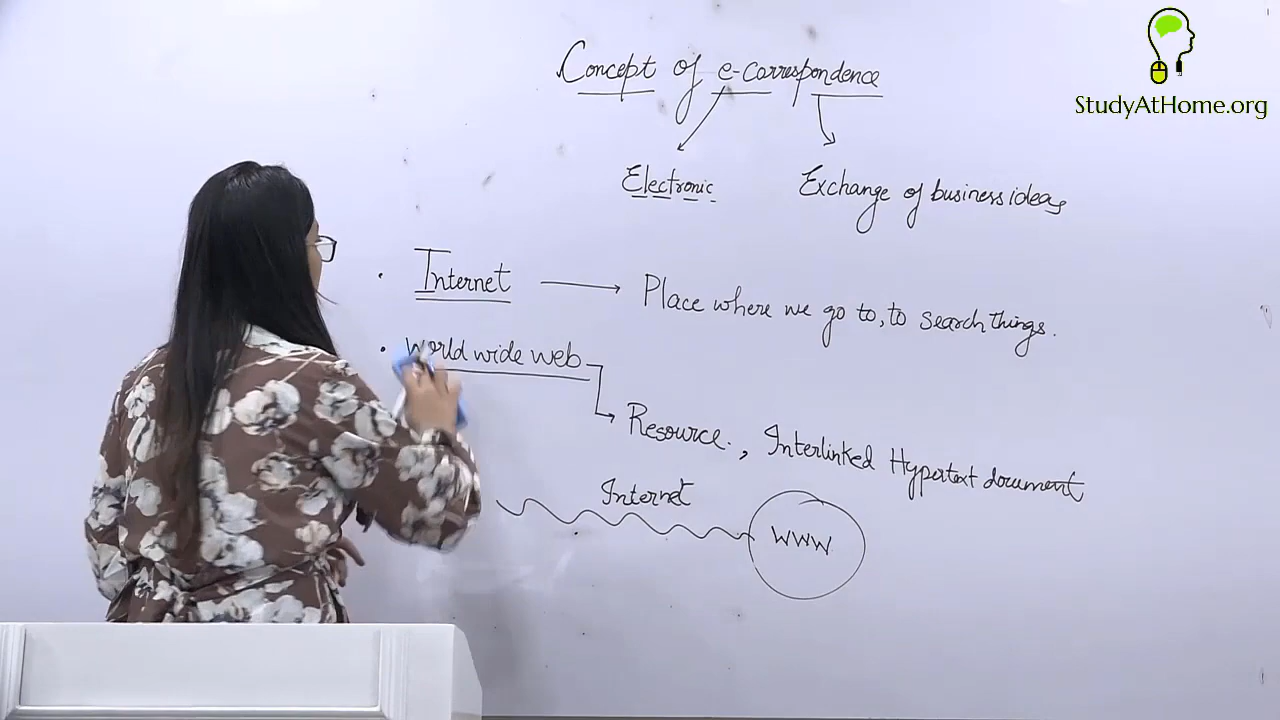 Concept of e-correspondence
StudyAtHome.org
Electronic
Exchange of business ideas
• Internet → Place where we go to, to search things.
• World wide web
Resource. , Interlinked Hypertext document
Internet
WWW